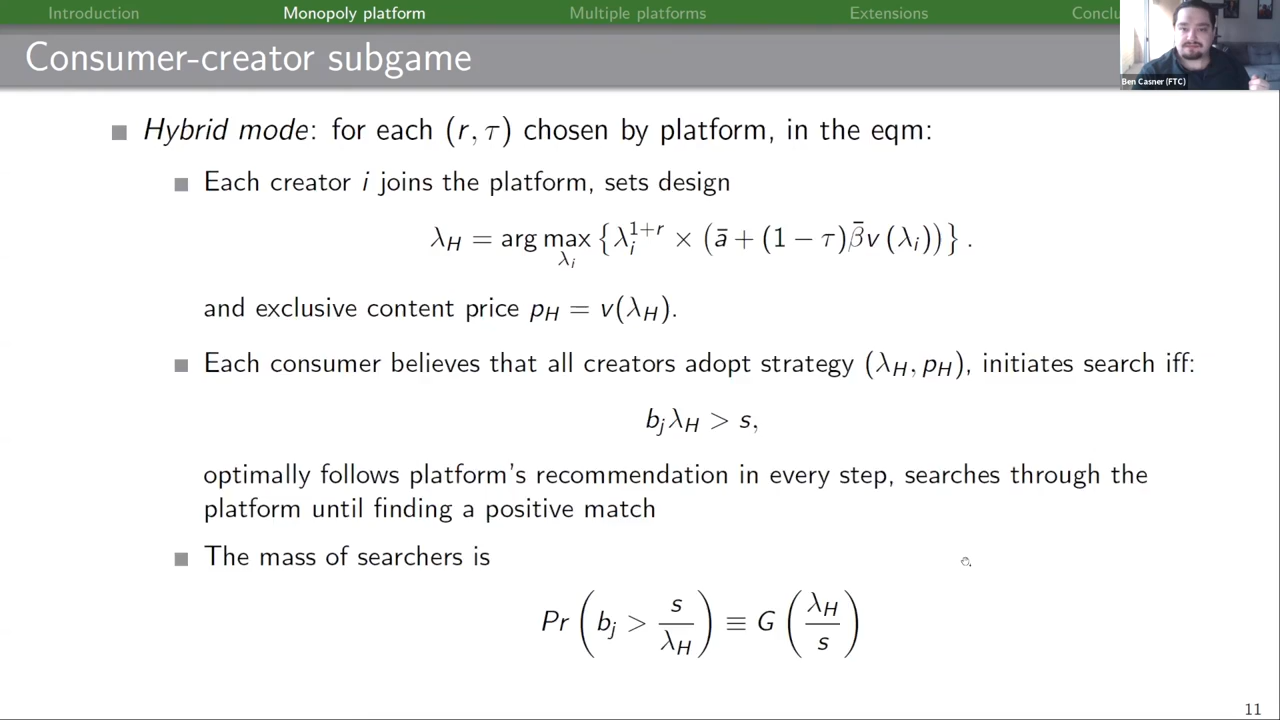 Introduction Monopoly platform Multiple platforms Extensions Conclu
Consumer-creator subgame
Ben Casner (FTC)
Hybrid mode: for each (r, τ) chosen by platform, in the eqm:
Each creator i joins the platform, sets design
λ_H = arg max_{λ_i} {λ_i^{1+r} × (ā + (1 − τ)β̄v (λ_i))} .
and exclusive content price p_H = v(λ_H).
Each consumer believes that all creators adopt strategy (λ_H, p_H), initiates search iff:
b_jλ_H > s,
optimally follows platform's recommendation in every step, searches through the
platform until finding a positive match
The mass of searchers is
Pr (b_j > s/λ_H) ≡ G (λ_H/s)
11